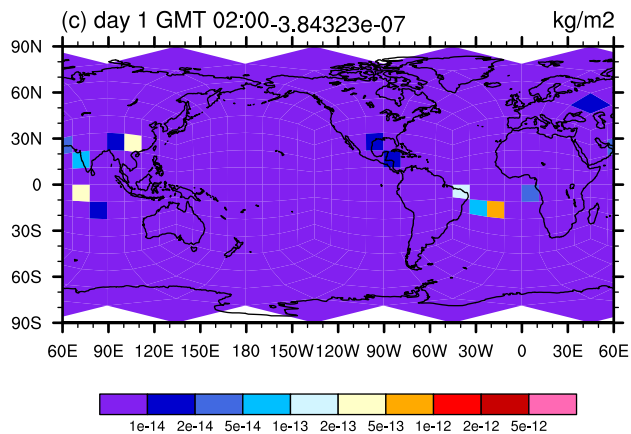 (c) day 1 GMT 02:00-3.84323e-07 kg/m2
90N
60N
30N
0
30S
60S
90S
60E 90E 120E 150E 180 150W 120W 90W 60W 30W 0 30E 60E
1e-14 2e-14 5e-14 1e-13 2e-13 5e-13 1e-12 2e-12 5e-12